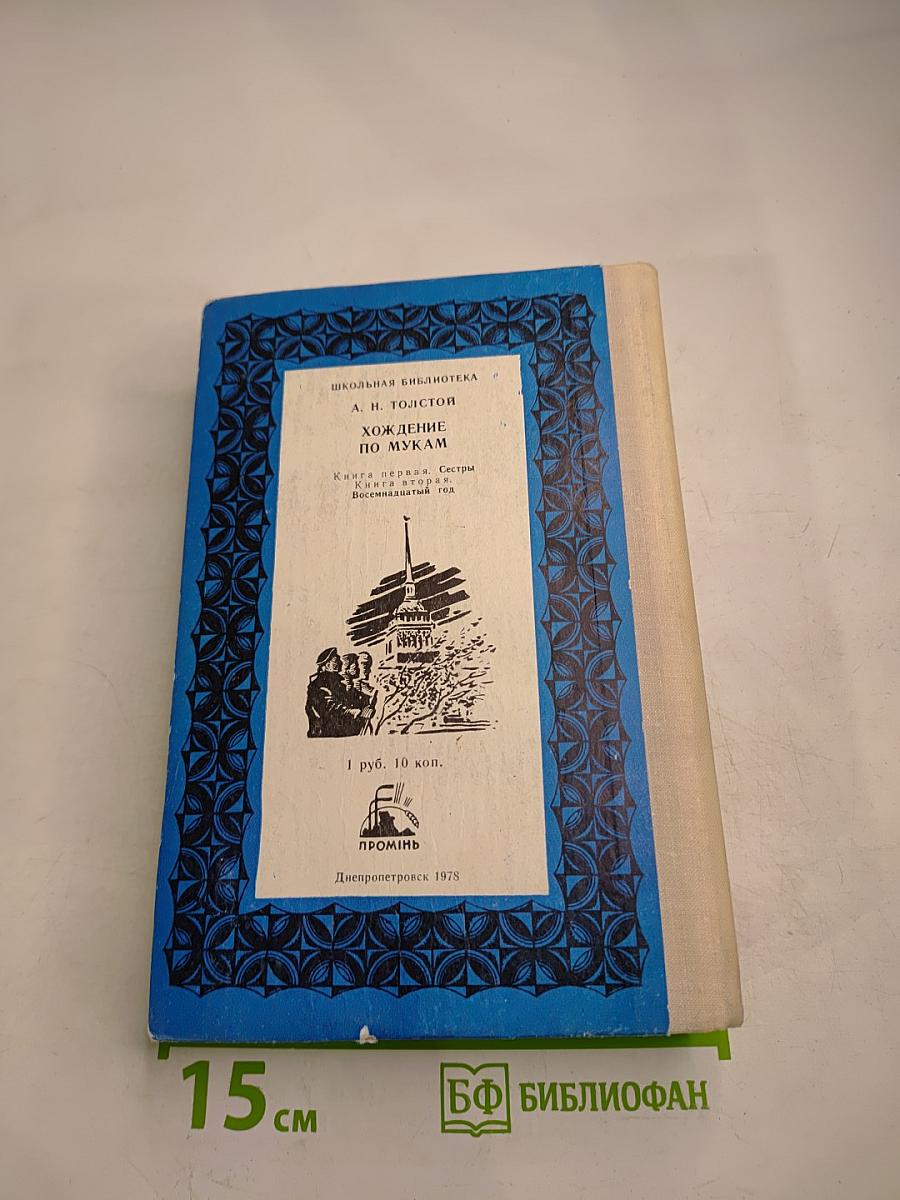 ШКОЛЬНАЯ БИБЛИОТЕКА
А. Н. ТОЛСТОЙ
ХОЖДЕНИЕ
ПО МУКАМ
Книга первая. Сестры
Книга вторая.
Восемнадцатый год
1 руб. 10 коп.
ПРОМІНЬ
Днепропетровск 1978
15 см
БФ БИБЛИОФАН